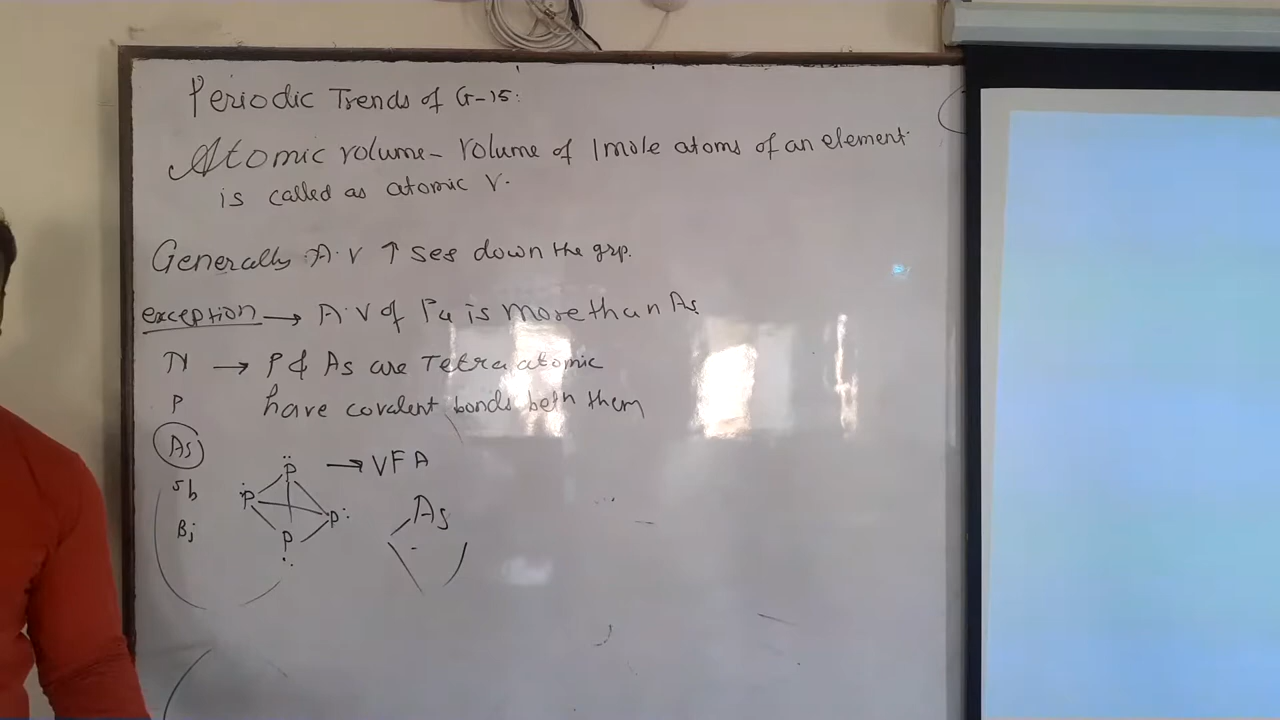 Periodic Trends of G-15:
Atomic volume- Volume of 1 mole atoms of an element
is called as atomic V.
Generally A.V ↑ ses down the grp.
exception → A.V of P4 is more than As
N → P & As are Tetra atomic
P have covalent bonds betn them
As
P → VFA
Sb P P As
Bi P